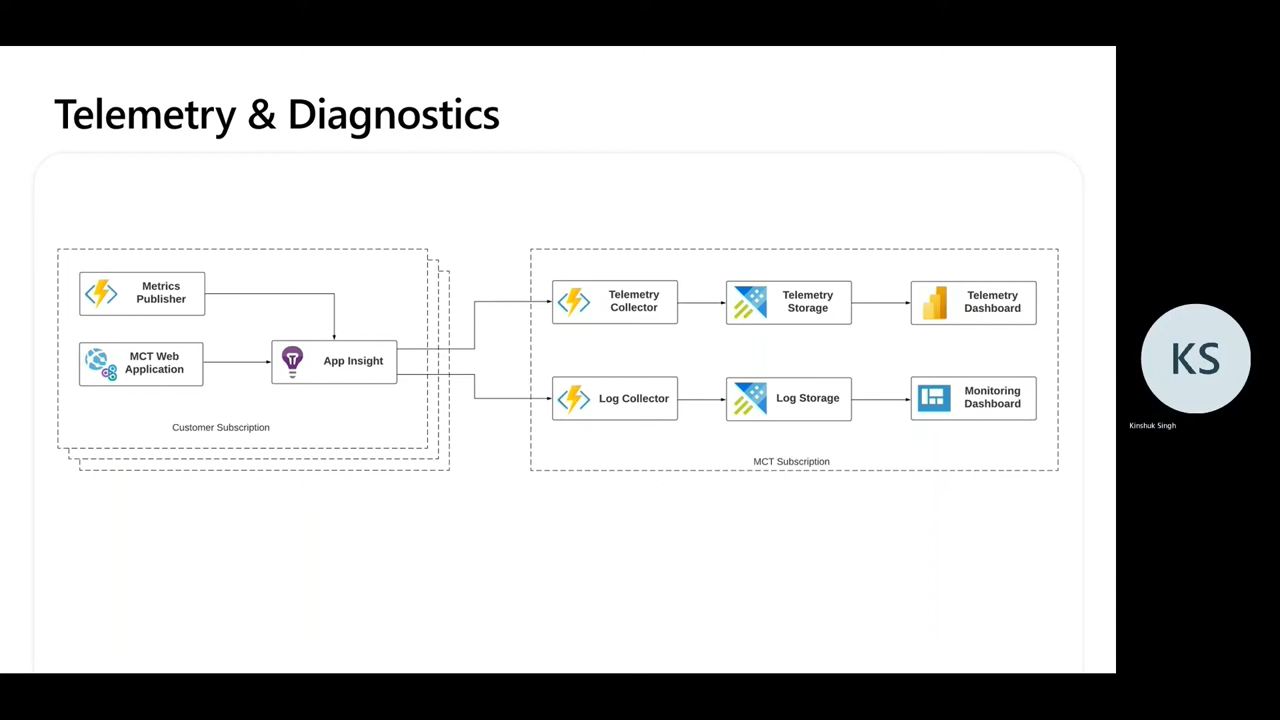 Telemetry & Diagnostics
Metrics
Publisher
MCT Web
Application
App Insight
Customer Subscription
Telemetry
Collector
Telemetry
Storage
Telemetry
Dashboard
Log Collector
Log Storage
Monitoring
Dashboard
MCT Subscription
KS
Kinshuk Singh